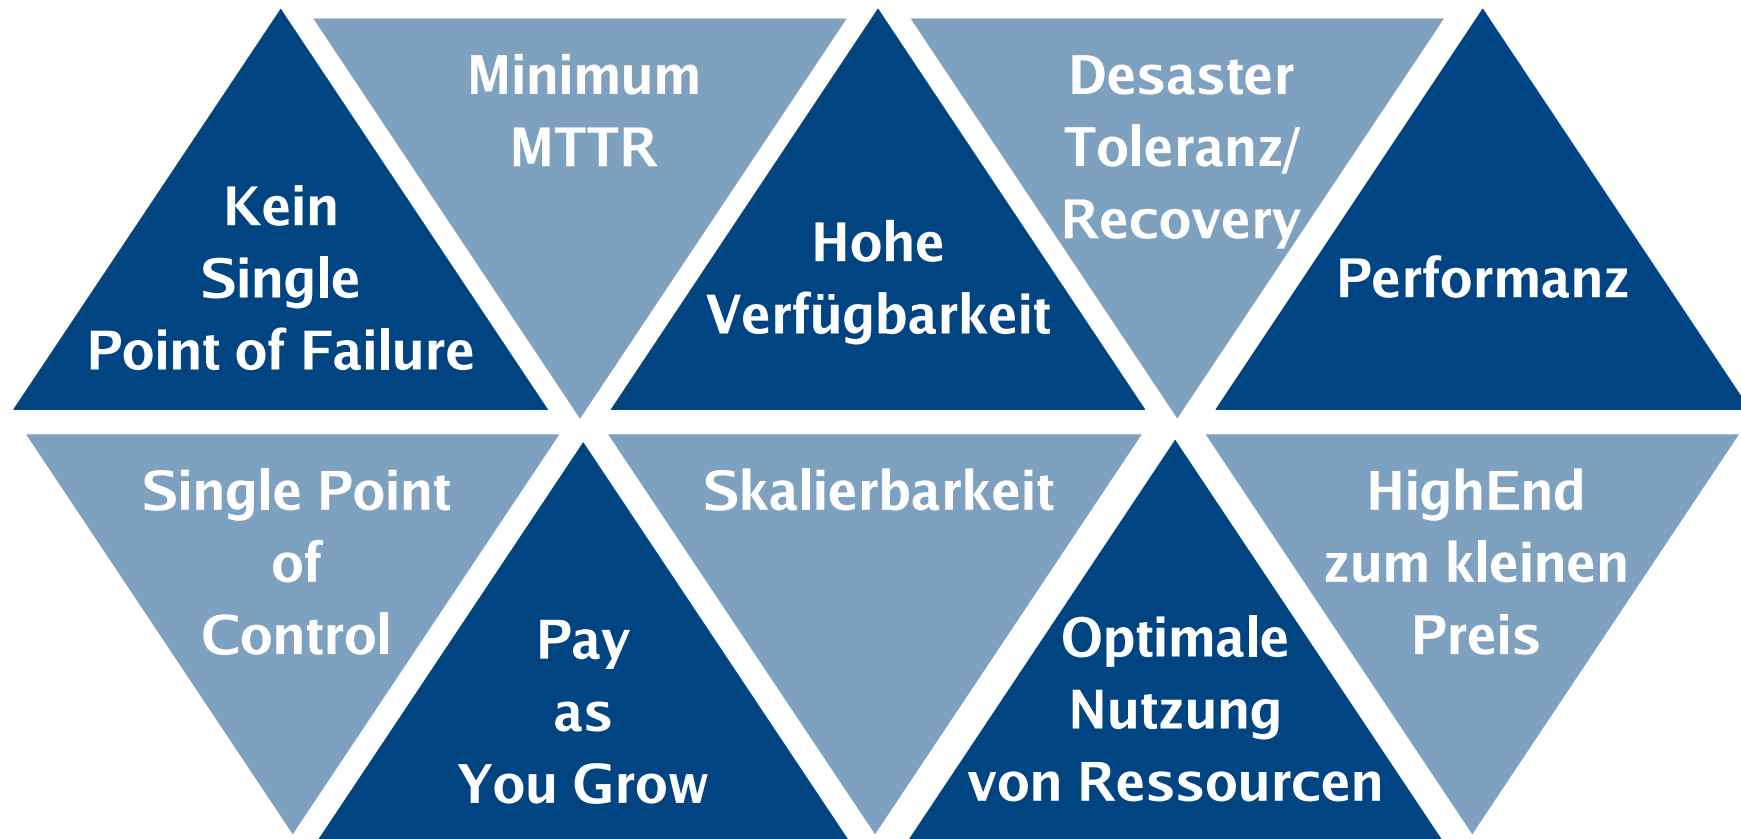 Kein
Single
Point of Failure
Minimum
MTTR
Hohe
Verfügbarkeit
Desaster
Toleranz/
Recovery
Performanz
Single Point
of
Control
Pay
as
You Grow
Skalierbarkeit
Optimale
Nutzung
von Ressourcen
HighEnd
zum kleinen
Preis